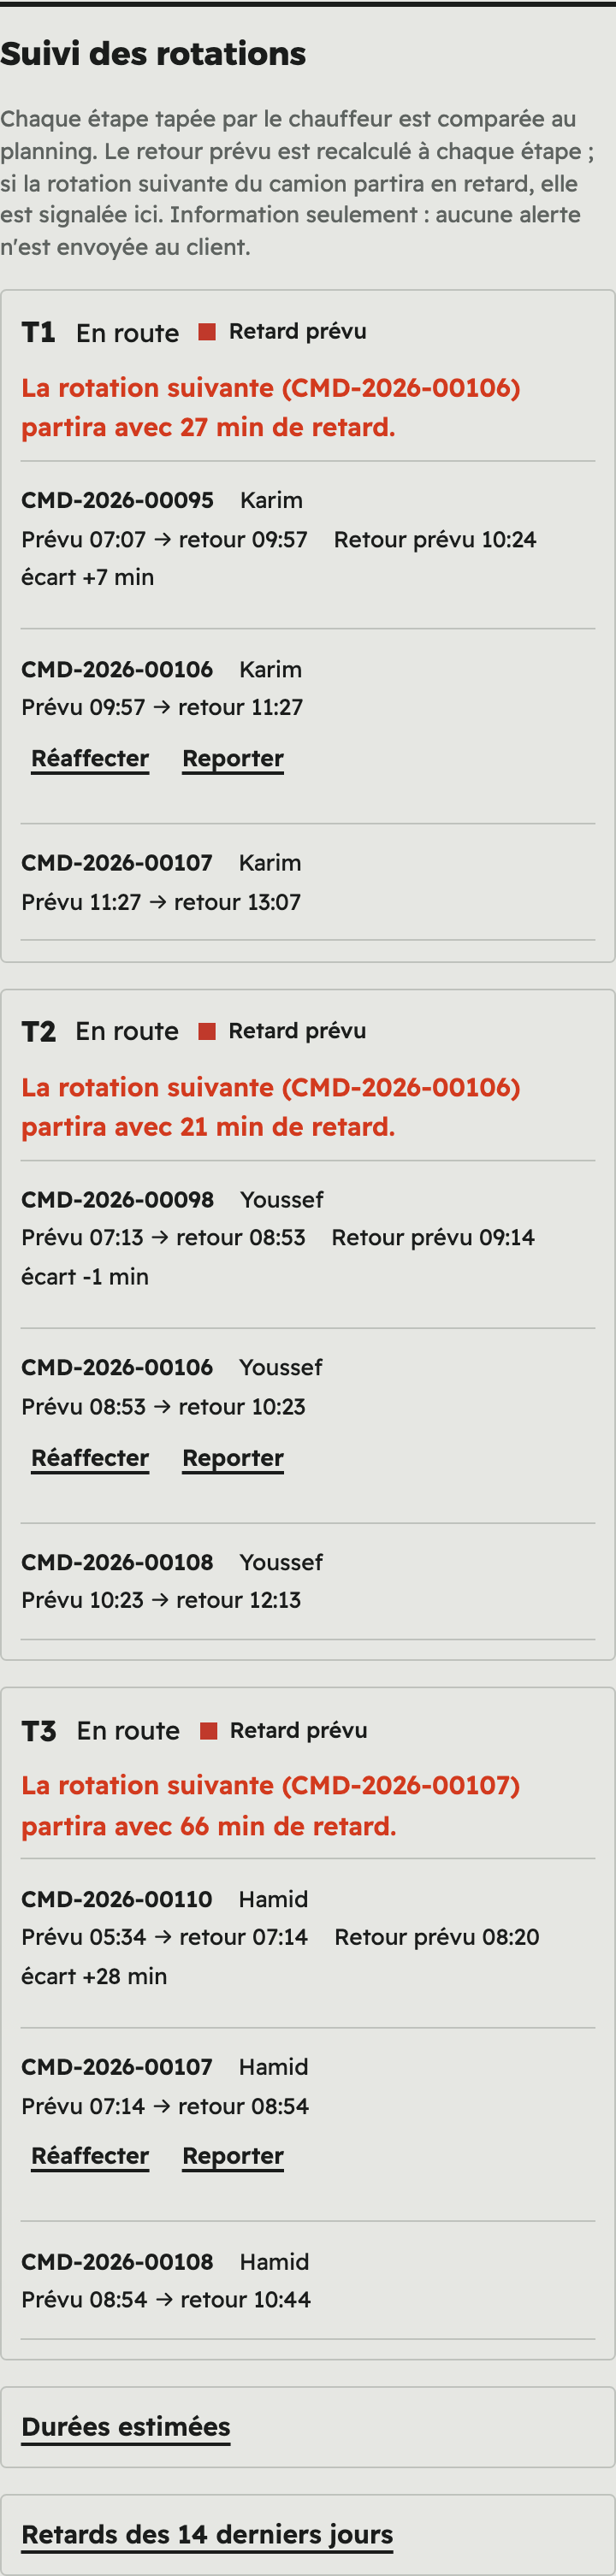 Suivi des rotations
Chaque étape tapée par le chauffeur est comparée au
planning. Le retour prévu est recalculé à chaque étape ;
si la rotation suivante du camion partira en retard, elle
est signalée ici. Information seulement : aucune alerte
n'est envoyée au client.
T1 En route Retard prévu
La rotation suivante (CMD-2026-00106)
partira avec 27 min de retard.
CMD-2026-00095 Karim
Prévu 07:07 → retour 09:57 Retour prévu 10:24
écart +7 min
CMD-2026-00106 Karim
Prévu 09:57 → retour 11:27
Réaffecter Reporter
CMD-2026-00107 Karim
Prévu 11:27 → retour 13:07
T2 En route Retard prévu
La rotation suivante (CMD-2026-00106)
partira avec 21 min de retard.
CMD-2026-00098 Youssef
Prévu 07:13 → retour 08:53 Retour prévu 09:14
écart -1 min
CMD-2026-00106 Youssef
Prévu 08:53 → retour 10:23
Réaffecter Reporter
CMD-2026-00108 Youssef
Prévu 10:23 → retour 12:13
T3 En route Retard prévu
La rotation suivante (CMD-2026-00107)
partira avec 66 min de retard.
CMD-2026-00110 Hamid
Prévu 05:34 → retour 07:14 Retour prévu 08:20
écart +28 min
CMD-2026-00107 Hamid
Prévu 07:14 → retour 08:54
Réaffecter Reporter
CMD-2026-00108 Hamid
Prévu 08:54 → retour 10:44
Durées estimées
Retards des 14 derniers jours